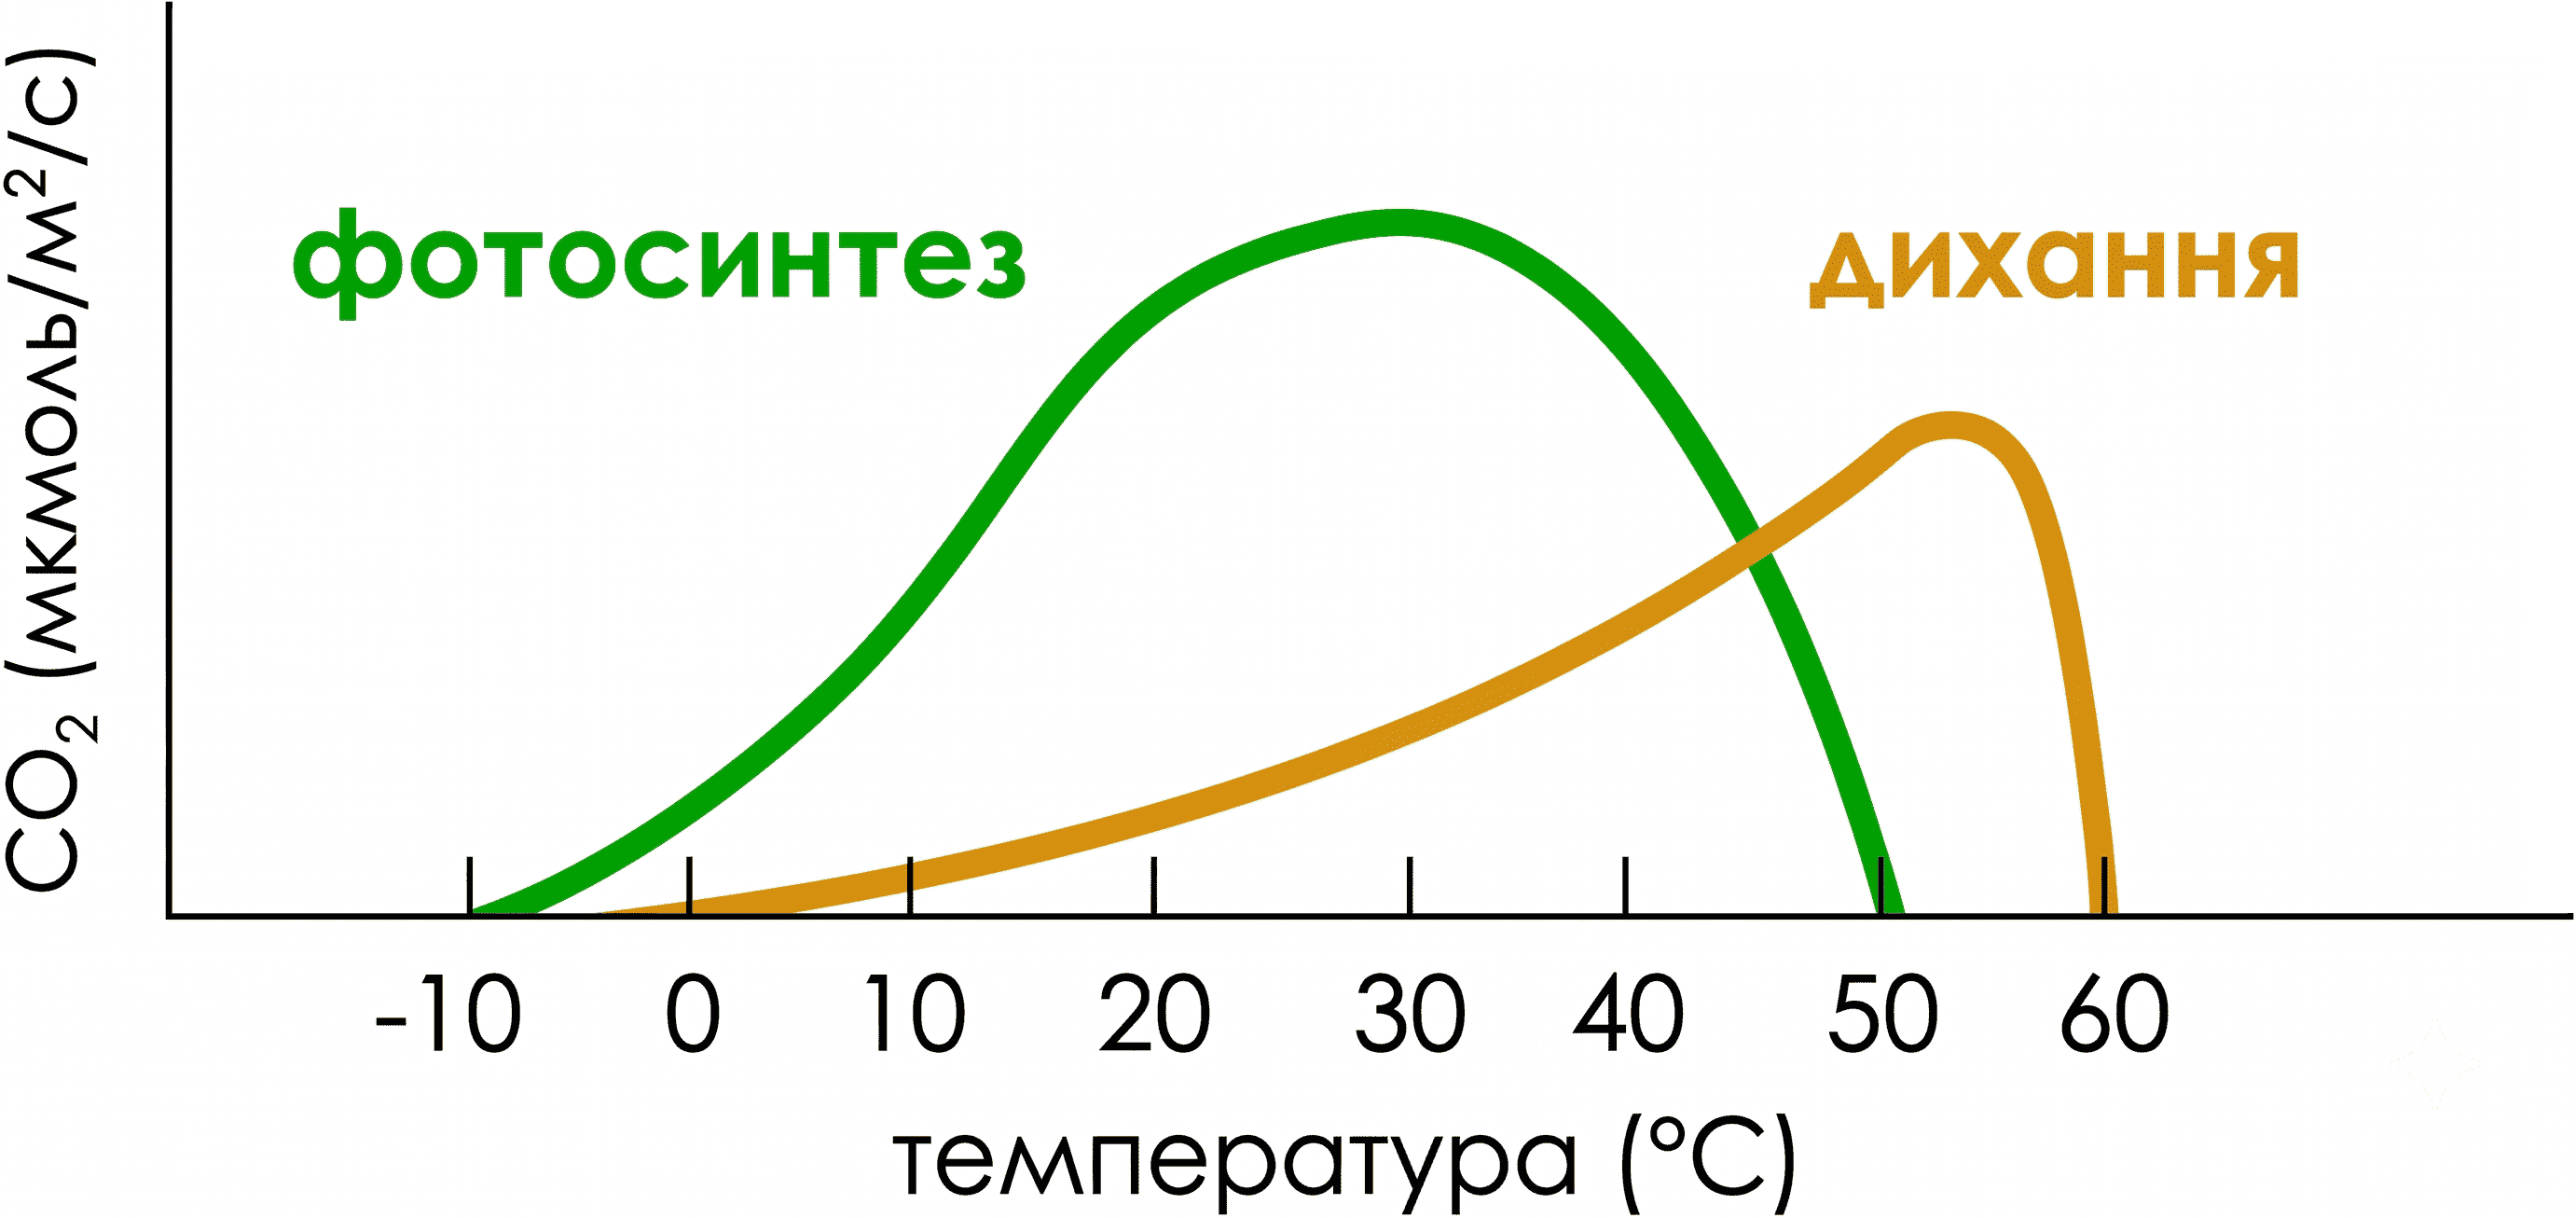 CO₂ (мкмоль/м²/с)
фотосинтез
дихання
-10 0 10 20 30 40 50 60
температура (°C)